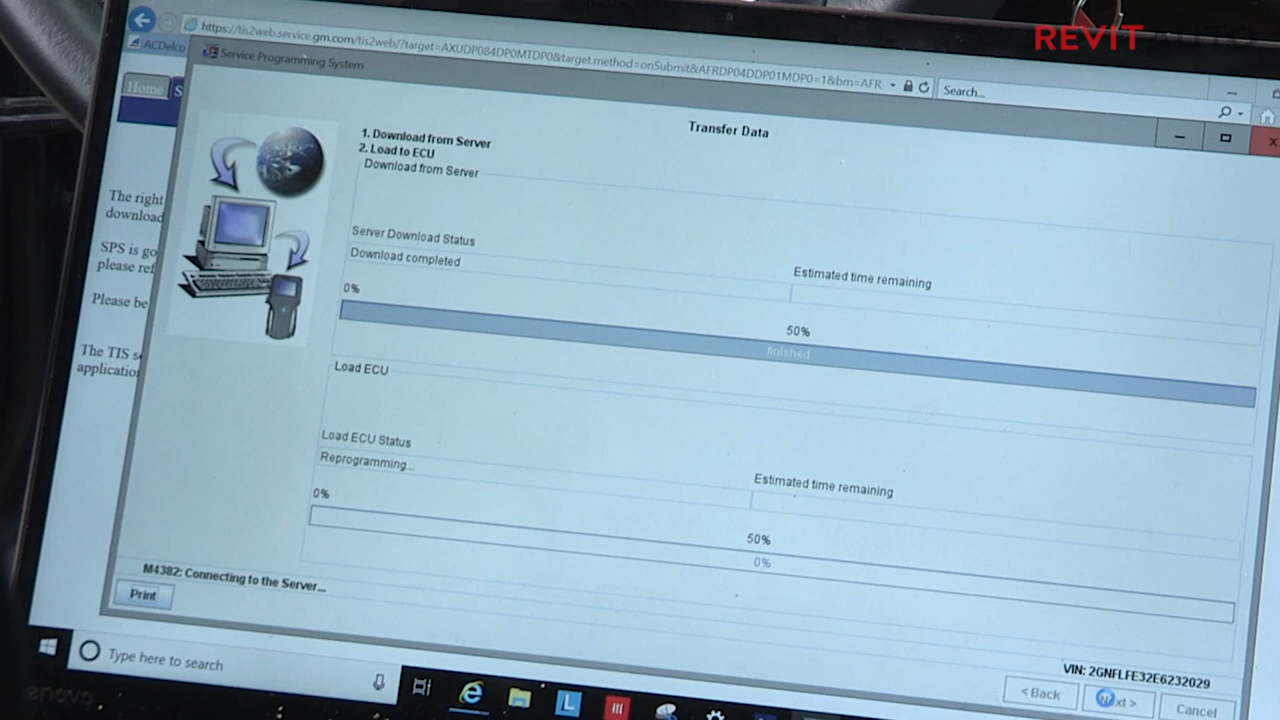 REVIT AUTO
https://tis2web.service.gm.com/tis2web/?target=AXUDP084DP0MTDP0&target.method=onSubmit&AFRDP04DDP01MDP0=1&bm=AFR
Search...
ACDelco
Service Programming System
Home
S
Transfer Data
1. Download from Server
2. Load to ECU
Download from Server
The right
download
Server Download Status
SPS is go
Download completed
Estimated time remaining
please ref
0%
Please be
50%
finished
The TIS s
Load ECU
application
Load ECU Status
Reprogramming...
Estimated time remaining
0%
50%
0%
M4382: Connecting to the Server...
Print
VIN: 2GNFLFE32E6232029
< Back
Next >
Cancel
Type here to search